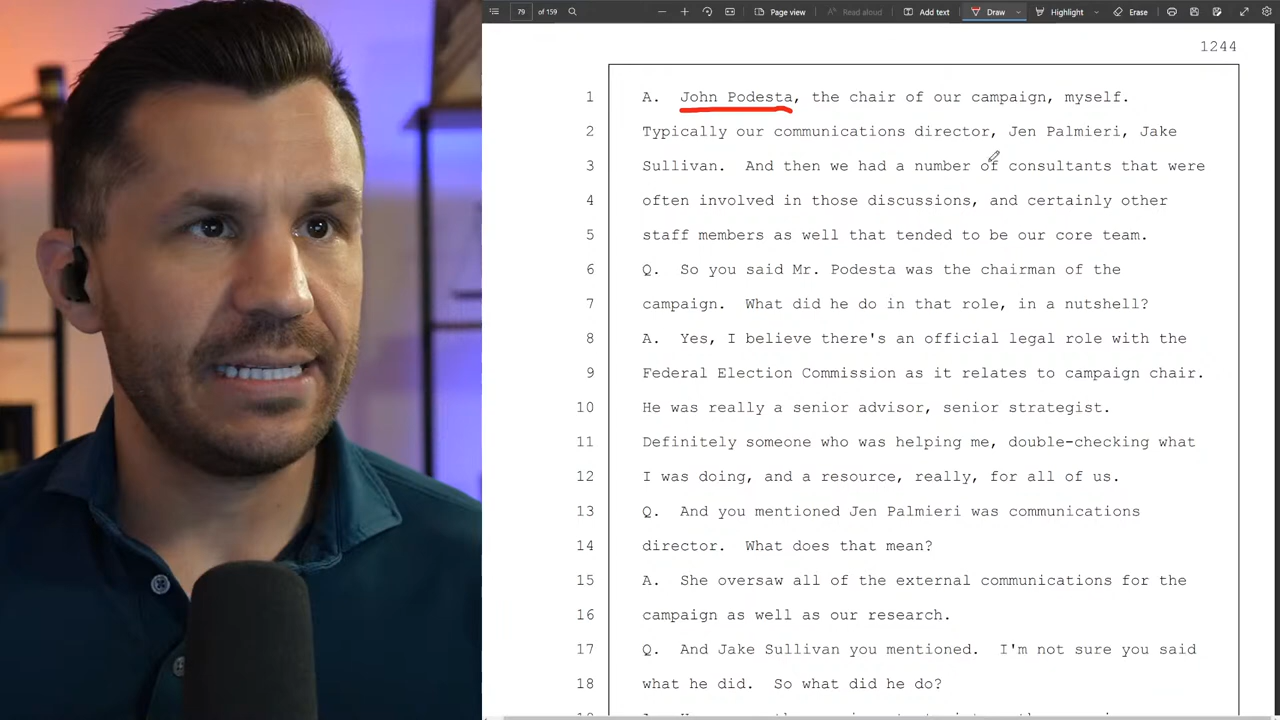 79 of 159 Page view Read aloud Add text Draw Highlight Erase
1244
1 A. John Podesta, the chair of our campaign, myself.
2 Typically our communications director, Jen Palmieri, Jake
3 Sullivan. And then we had a number of consultants that were
4 often involved in those discussions, and certainly other
5 staff members as well that tended to be our core team.
6 Q. So you said Mr. Podesta was the chairman of the
7 campaign. What did he do in that role, in a nutshell?
8 A. Yes, I believe there's an official legal role with the
9 Federal Election Commission as it relates to campaign chair.
10 He was really a senior advisor, senior strategist.
11 Definitely someone who was helping me, double-checking what
12 I was doing, and a resource, really, for all of us.
13 Q. And you mentioned Jen Palmieri was communications
14 director. What does that mean?
15 A. She oversaw all of the external communications for the
16 campaign as well as our research.
17 Q. And Jake Sullivan you mentioned. I'm not sure you said
18 what he did. So what did he do?